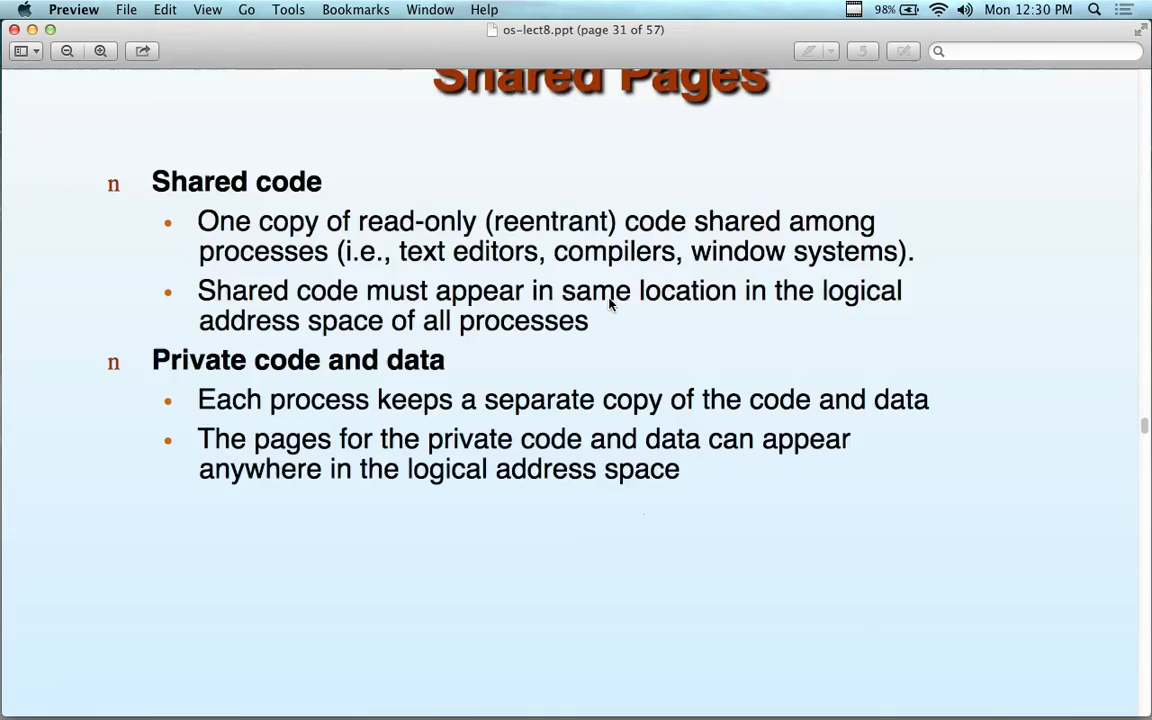 Preview File Edit View Go Tools Bookmarks Window Help 98% Mon 12:30 PM
os-lect8.ppt (page 31 of 57)
Shared Pages
n Shared code
• One copy of read-only (reentrant) code shared among
processes (i.e., text editors, compilers, window systems).
• Shared code must appear in same location in the logical
address space of all processes
n Private code and data
• Each process keeps a separate copy of the code and data
• The pages for the private code and data can appear
anywhere in the logical address space